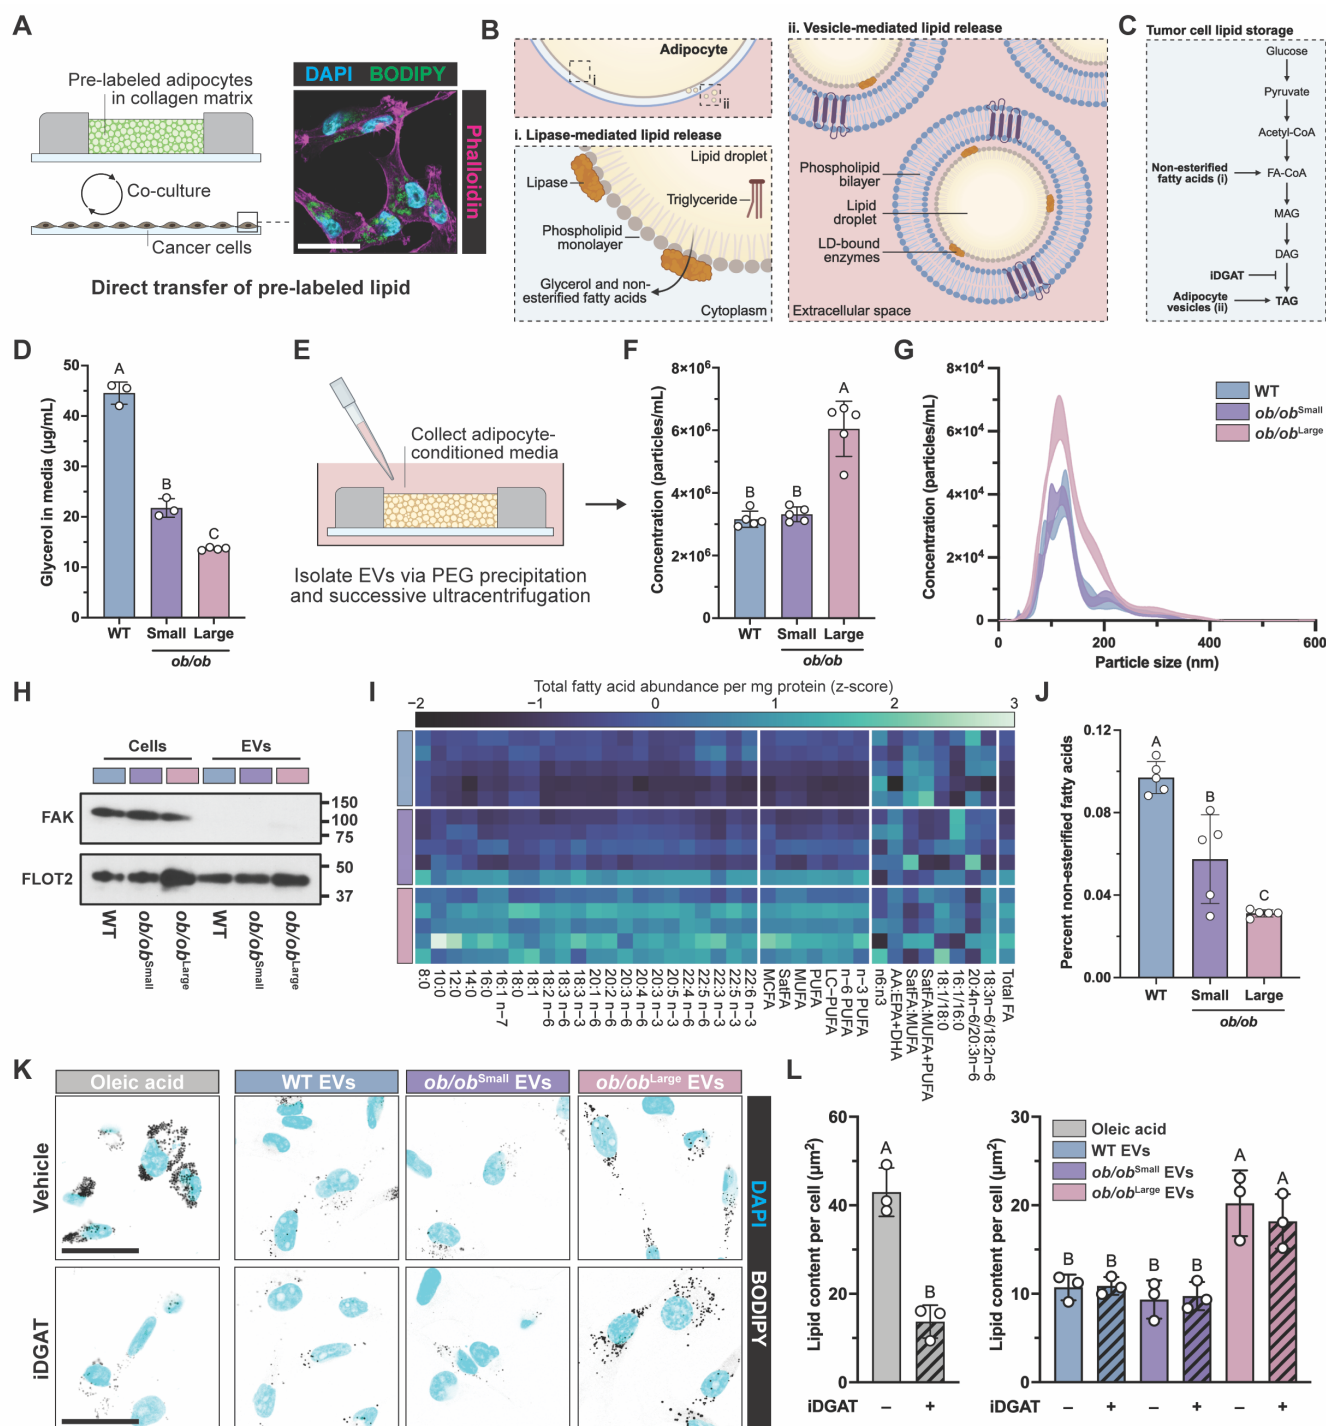 A
Pre-labeled adipocytes
in collagen matrix
Co-culture
Cancer cells
DAPI BODIPY
Phalloidin
Direct transfer of pre-labeled lipid
B
Adipocyte
i
ii
i. Lipase-mediated lipid release
Lipid droplet
Lipase
Triglyceride
Phospholipid
monolayer
Glycerol and non-
esterified fatty acids
Cytoplasm
ii. Vesicle-mediated lipid release
Phospholipid
bilayer
Lipid
droplet
LD-bound
enzymes
Extracellular space
C
Tumor cell lipid storage
Glucose
Pyruvate
Acetyl-CoA
Non-esterified
fatty acids (i)
FA-CoA
MAG
DAG
iDGAT
Adipocyte
vesicles (ii)
TAG
D
Glycerol in media (µg/mL)
50
40
30
20
10
0
A
B
C
WT
Small
Large
ob/ob
E
Collect adipocyte-
conditioned media
Isolate EVs via PEG precipitation
and successive ultracentrifugation
F
Concentration (particles/mL)
8×10⁶
6×10⁶
4×10⁶
2×10⁶
0
B
B
A
WT
Small
Large
ob/ob
G
Concentration (particles/mL)
8×10⁴
6×10⁴
4×10⁴
2×10⁴
0
0
200
400
600
Particle size (nm)
WT
ob/obSmall
ob/obLarge
H
Cells
EVs
FAK
150
100
75
FLOT2
50
37
WT
ob/obSmall
ob/obLarge
WT
ob/obSmall
ob/obLarge
I
Total fatty acid abundance per mg protein (z-score)
−2
−1
0
1
2
3
8:0
10:0
12:0
14:0
16:0
16:1 n−7
18:0
18:1
18:2 n−6
18:3 n−6
18:3 n−3
20:1 n−6
20:2 n−6
20:3 n−6
20:4 n−6
20:3 n−3
20:5 n−3
22:4 n−6
22:5 n−6
22:3 n−3
22:5 n−3
22:6 n−3
MCFA
SatFA
MUFA
PUFA
LC−PUFA
n−6 PUFA
n−3 PUFA
n6:n3
AA:EPA+DHA
SatFA:MUFA
SatFA:MUFA+PUFA
18:1/18:0
16:1/16:0
20:4n−6/20:3n−6
18:3n−6/18:2n−6
Total FA
J
Percent non-esterified fatty acids
0.12
0.08
0.04
0.00
A
B
C
WT
Small
Large
ob/ob
K
Oleic acid
WT EVs
ob/obSmall EVs
ob/obLarge EVs
Vehicle
iDGAT
DAPI
BODIPY
L
Lipid content per cell (µm²)
60
40
20
0
A
B
iDGAT
−
+
Lipid content per cell (µm²)
30
20
10
0
Oleic acid
WT EVs
ob/obSmall EVs
ob/obLarge EVs
B
B
B
B
A
A
iDGAT
−
+
−
+
−
+